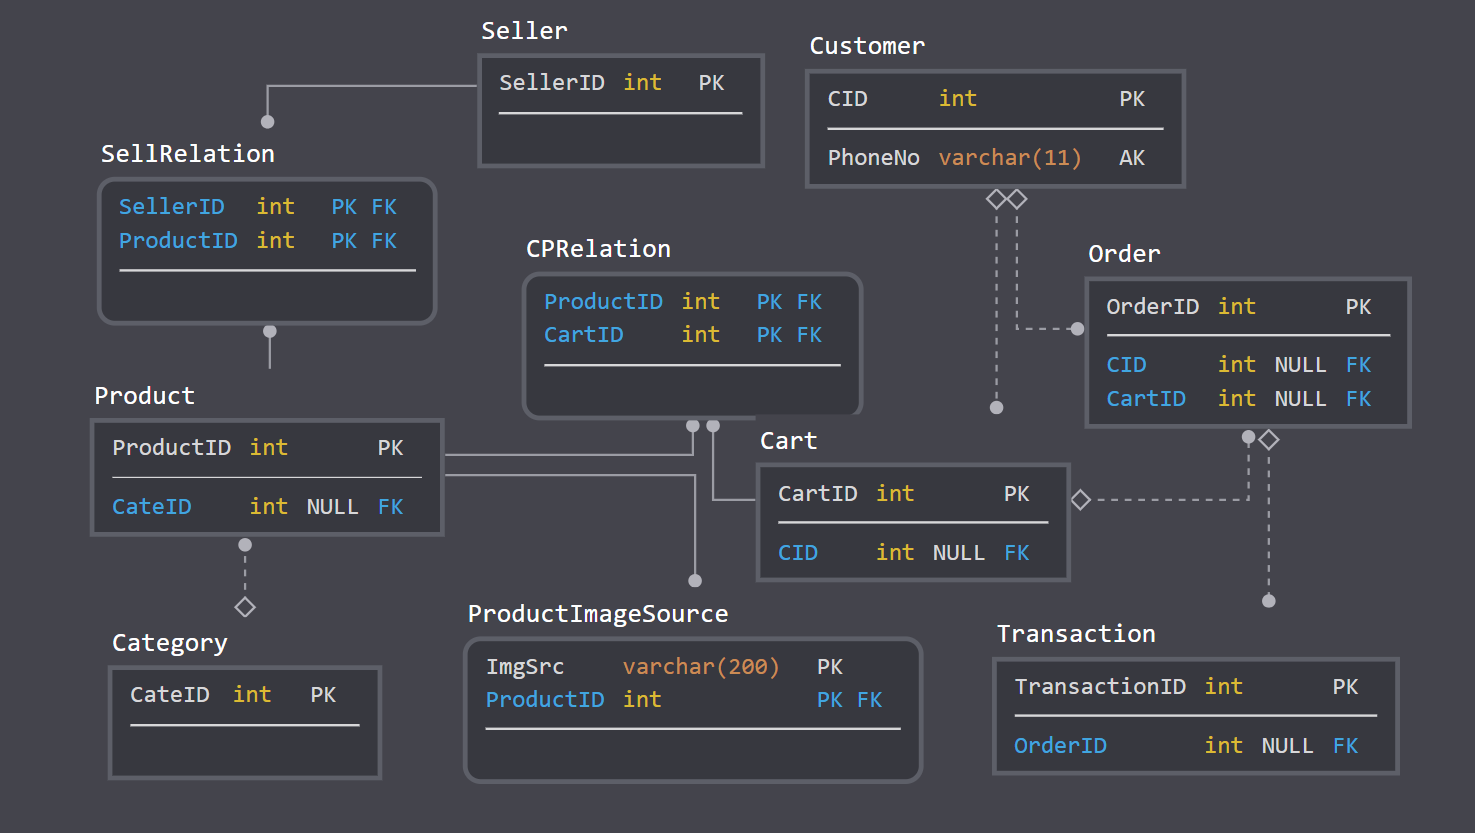 Seller
SellerID int PK
Customer
CID int PK
PhoneNo varchar(11) AK
SellRelation
SellerID int PK FK
ProductID int PK FK
CPRelation
ProductID int PK FK
CartID int PK FK
Order
OrderID int PK
CID int NULL FK
CartID int NULL FK
Product
ProductID int PK
CateID int NULL FK
Cart
CartID int PK
CID int NULL FK
Category
CateID int PK
ProductImageSource
ImgSrc varchar(200) PK
ProductID int PK FK
Transaction
TransactionID int PK
OrderID int NULL FK